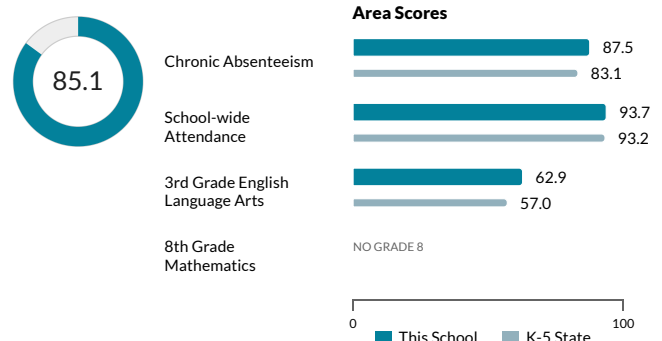 Area Scores
85.1
Chronic Absenteeism
87.5
83.1
School-wide
Attendance
93.7
93.2
3rd Grade English
Language Arts
62.9
57.0
8th Grade
Mathematics
NO GRADE 8
0
100
This School
K-5 State